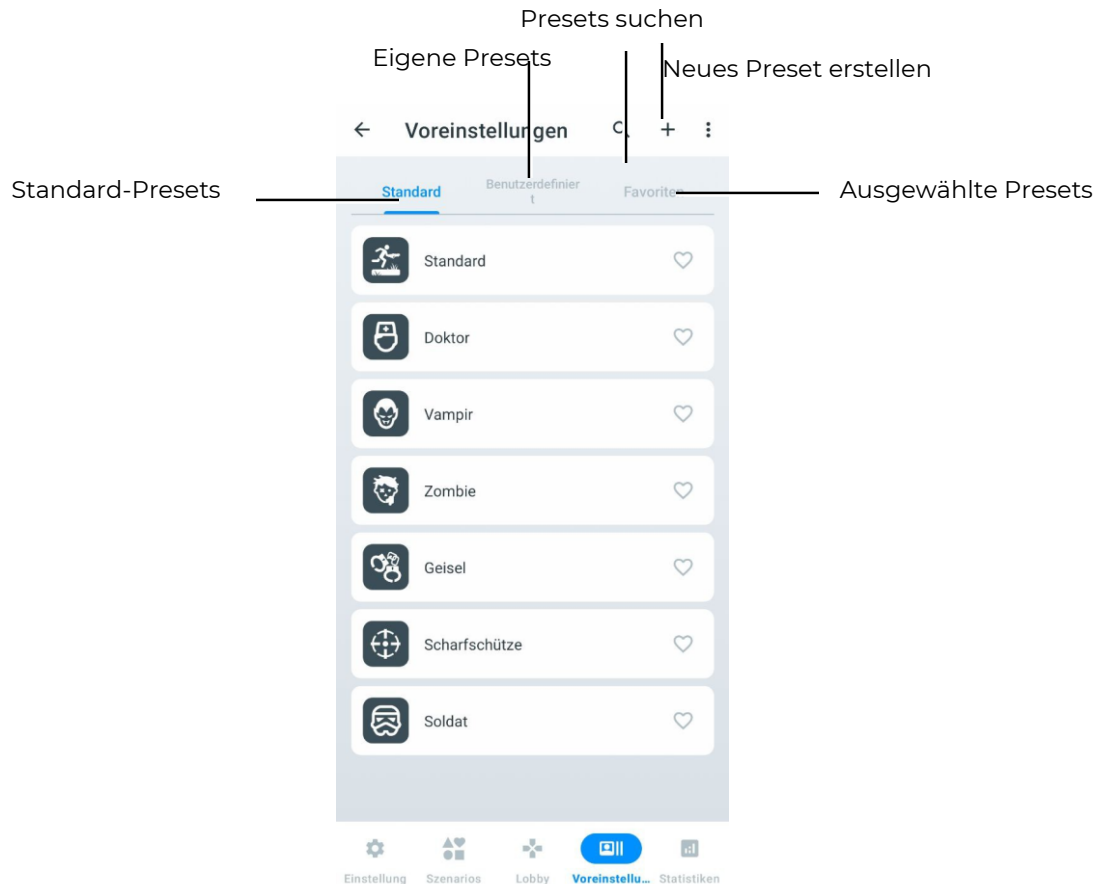 Presets suchen
Eigene Presets
Neues Preset erstellen
Voreinstellungen
Standard-Presets
Standard
Benutzerdefinier
t
Favoriten
Ausgewählte Presets
Standard
Doktor
Vampir
Zombie
Geisel
Scharfschütze
Soldat
Einstellung
Szenarios
Lobby
Voreinstellu...
Statistiken